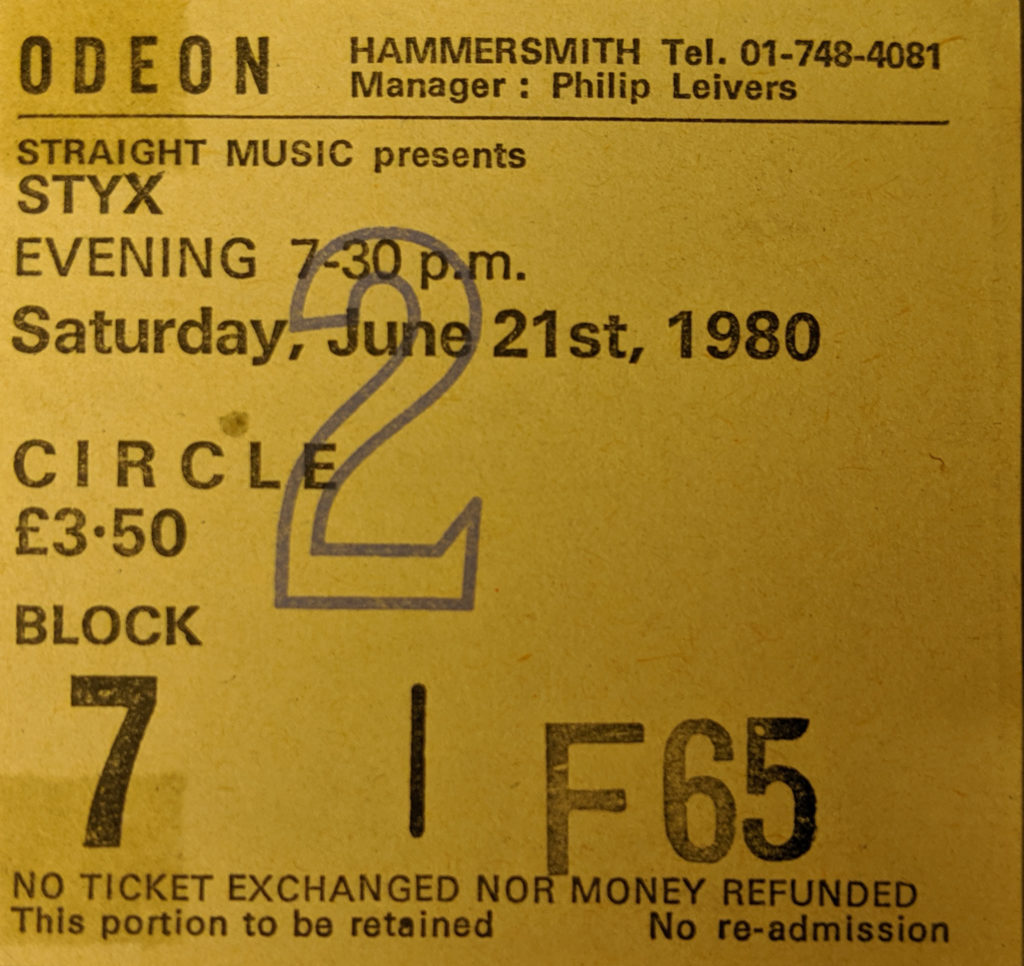 ODEON HAMMERSMITH Tel. 01-748-4081
Manager : Philip Leivers
STRAIGHT MUSIC presents
STYX
EVENING 7-30 p.m.
Saturday, June 21st, 1980
2
CIRCLE
£3·50
BLOCK
7 | F65
NO TICKET EXCHANGED NOR MONEY REFUNDED
This portion to be retained No re-admission